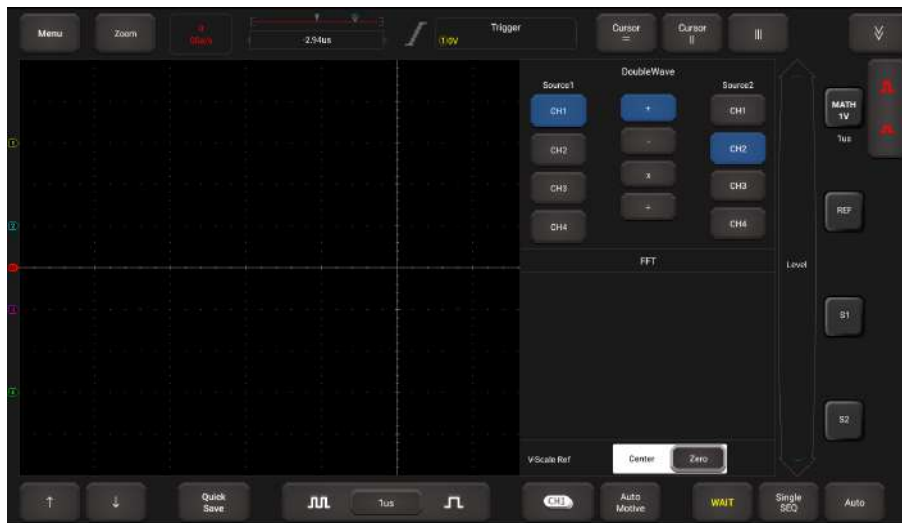 Menu
Zoom
-2.94us
Trigger
① 0V
Cursor
Cursor
DoubleWave
Source1
Source2
CH1
+
CH1
CH2
-
CH2
CH3
x
CH3
CH4
÷
CH4
FFT
V-Scale Ref
Center
Zero
Level
MATH
1V
1us
REF
S1
S2
Quick
Save
1us
CH1
Auto
Motive
WAIT
Single
SEQ
Auto